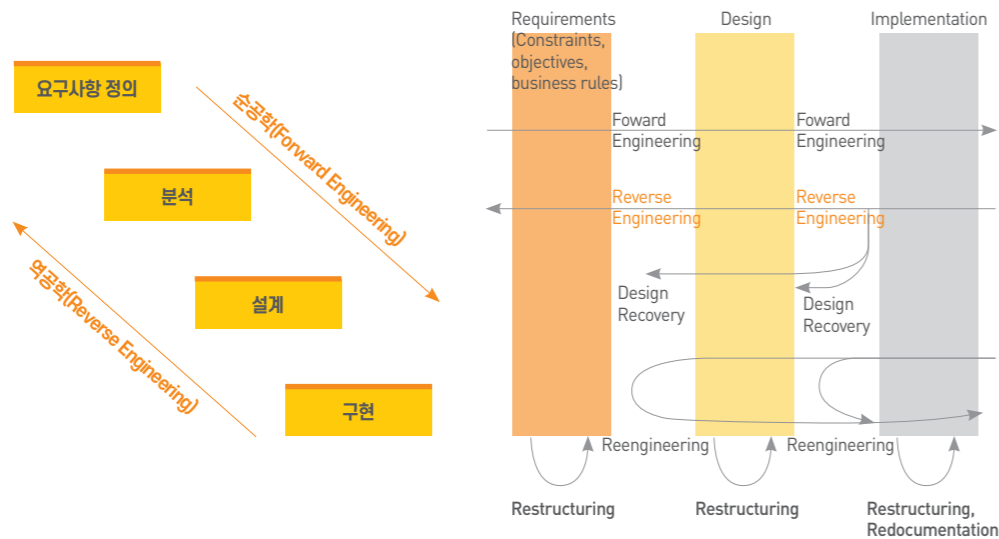 요구사항 정의
순공학(Forward Engineering)
분석
역공학(Reverse Engineering)
설계
구현
Requirements
(Constraints,
objectives,
business rules)
Design
Implementation
Foward
Engineering
Foward
Engineering
Reverse
Engineering
Reverse
Engineering
Design
Recovery
Design
Recovery
Reengineering
Reengineering
Restructuring
Restructuring
Restructuring,
Redocumentation